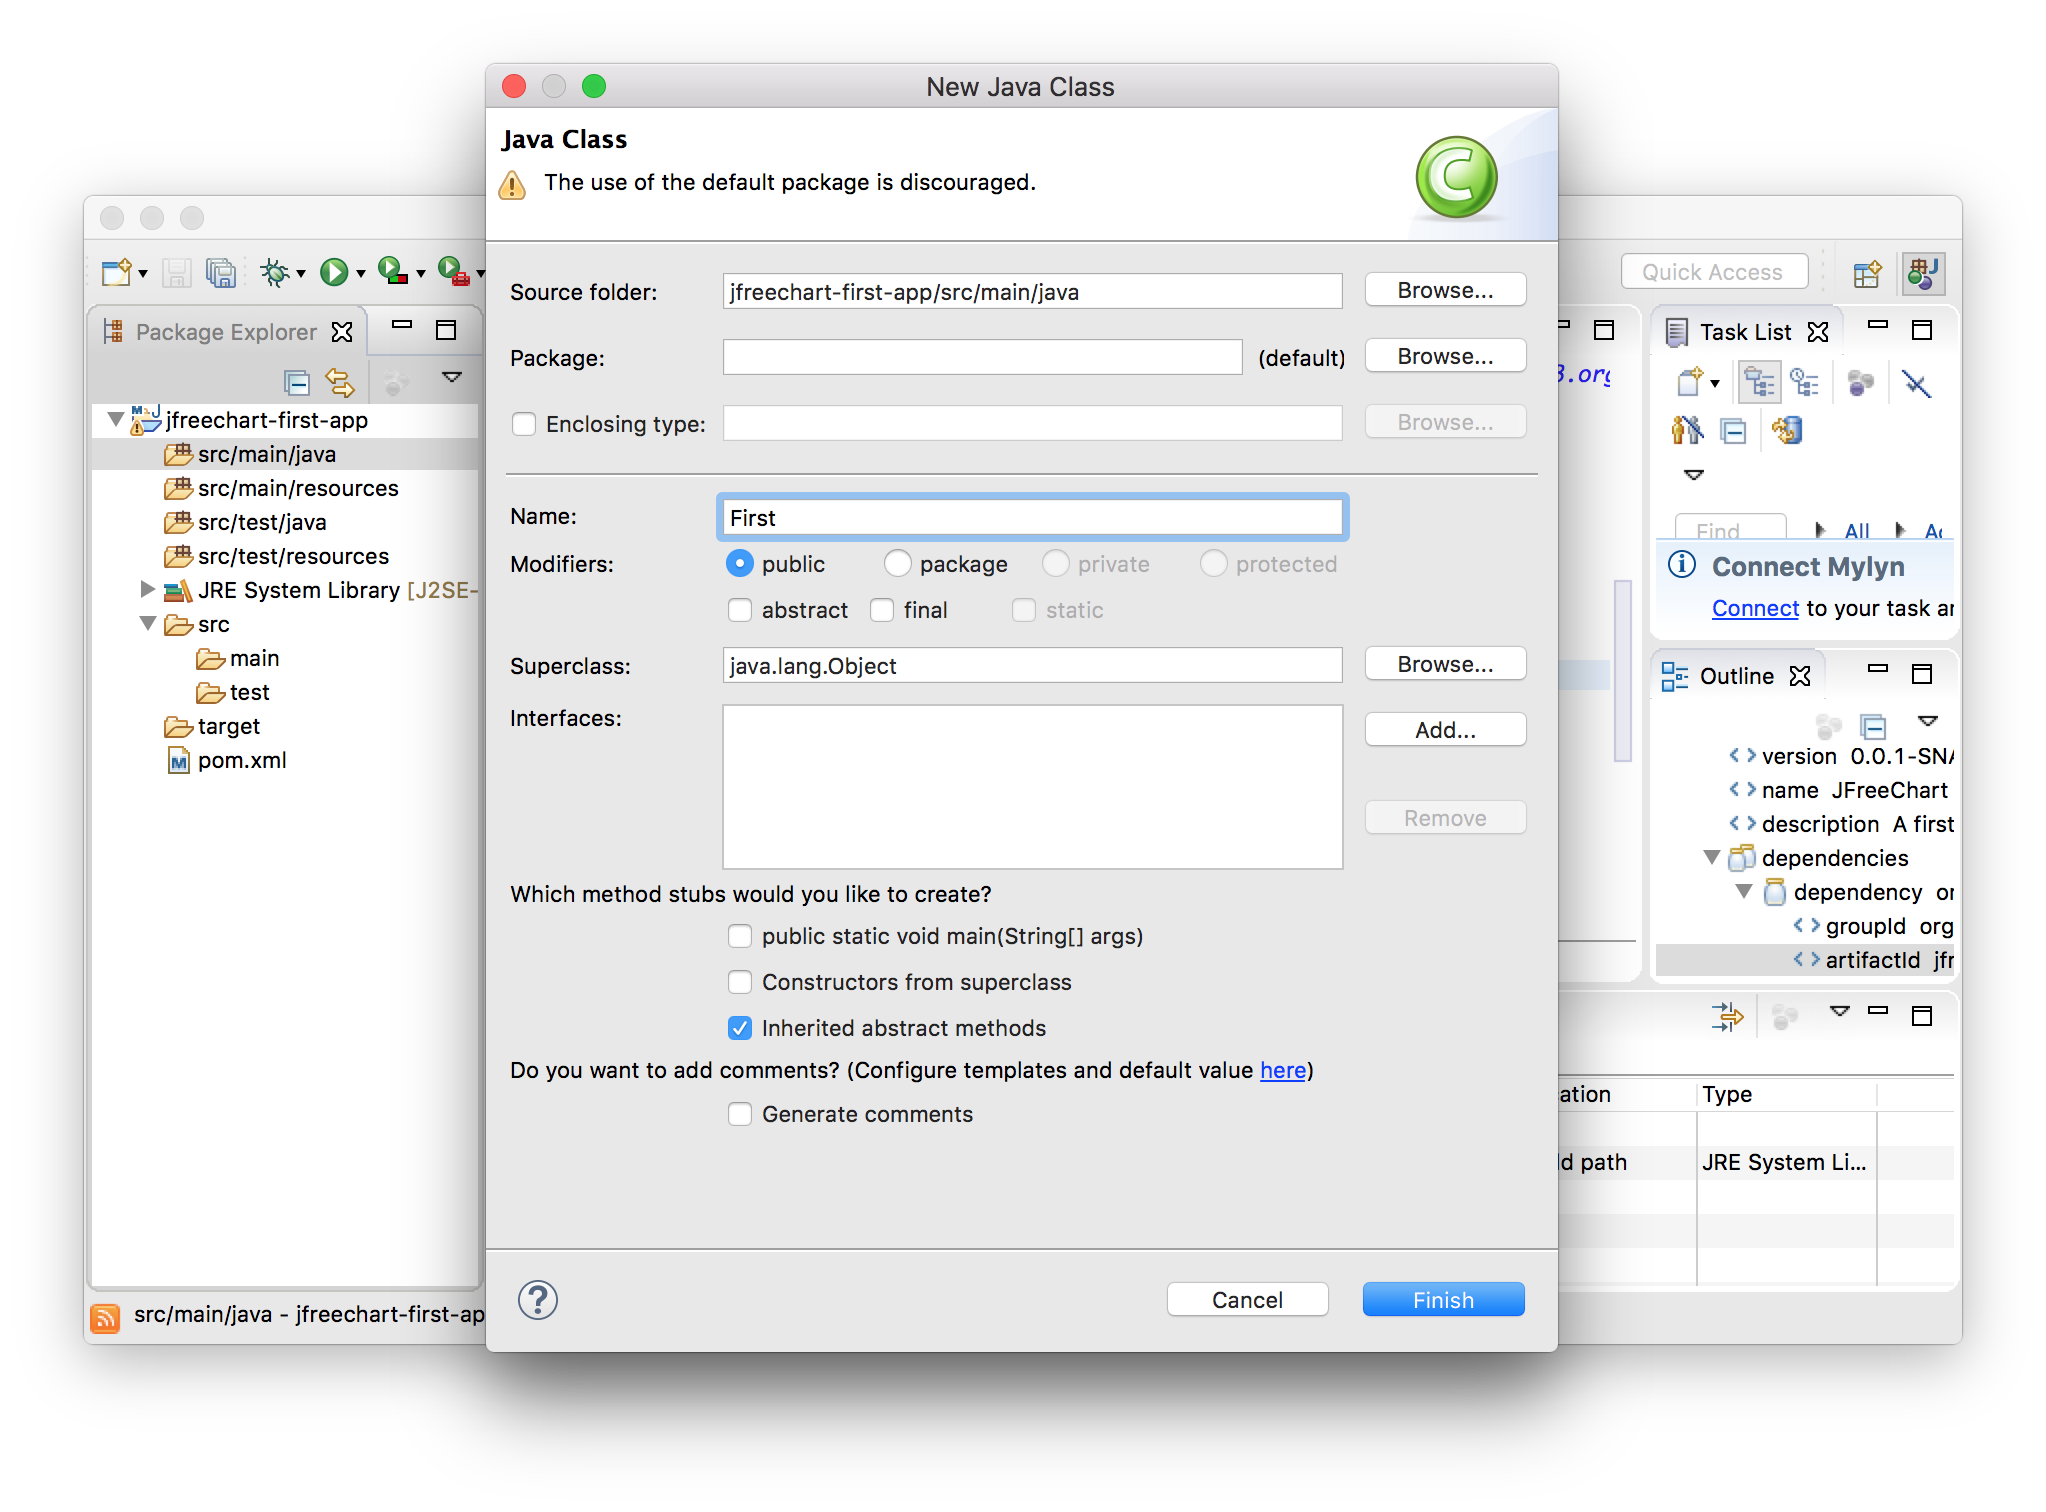 New Java Class
Java Class
The use of the default package is discouraged.
Source folder: jfreechart-first-app/src/main/java Browse...
Package: (default) Browse...
Enclosing type: Browse...
Name: First
Modifiers: public package private protected
abstract final static
Superclass: java.lang.Object Browse...
Interfaces: Add...
Remove
Which method stubs would you like to create?
public static void main(String[] args)
Constructors from superclass
Inherited abstract methods
Do you want to add comments? (Configure templates and default value here)
Generate comments
Cancel Finish
Package Explorer
jfreechart-first-app
src/main/java
src/main/resources
src/test/java
src/test/resources
JRE System Library [J2SE-
src
main
test
target
pom.xml
src/main/java - jfreechart-first-ap
Quick Access
.org
Task List
Find All
Connect Mylyn
Connect to your task
Outline
version 0.0.1-SNA
name JFreeChart
description A first
dependencies
dependency or
groupId org
artifactId jfr
ation Type
ld path JRE System Li...